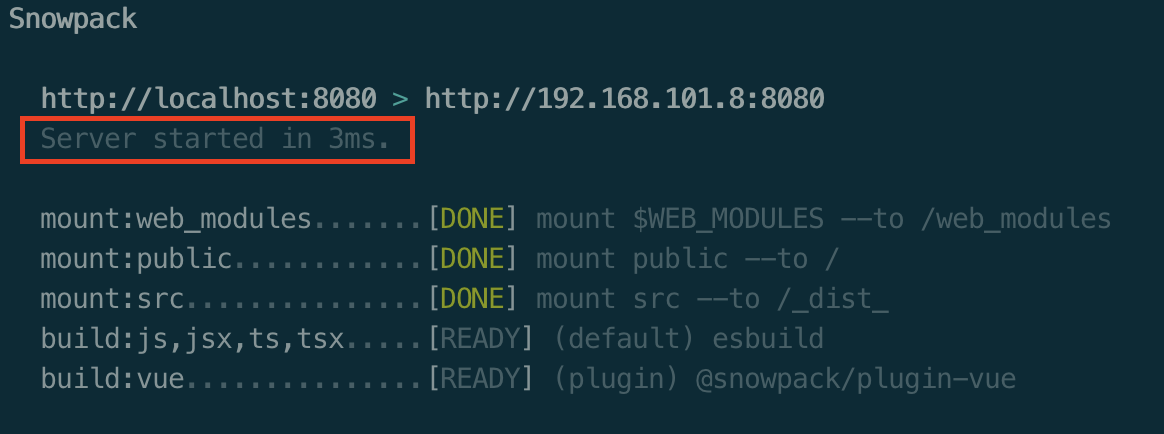 Snowpack
http://localhost:8080 > http://192.168.101.8:8080
Server started in 3ms.
mount:web_modules.......[DONE] mount $WEB_MODULES --to /web_modules
mount:public............[DONE] mount public --to /
mount:src...............[DONE] mount src --to /_dist_
build:js,jsx,ts,tsx.....[READY] (default) esbuild
build:vue...............[READY] (plugin) @snowpack/plugin-vue